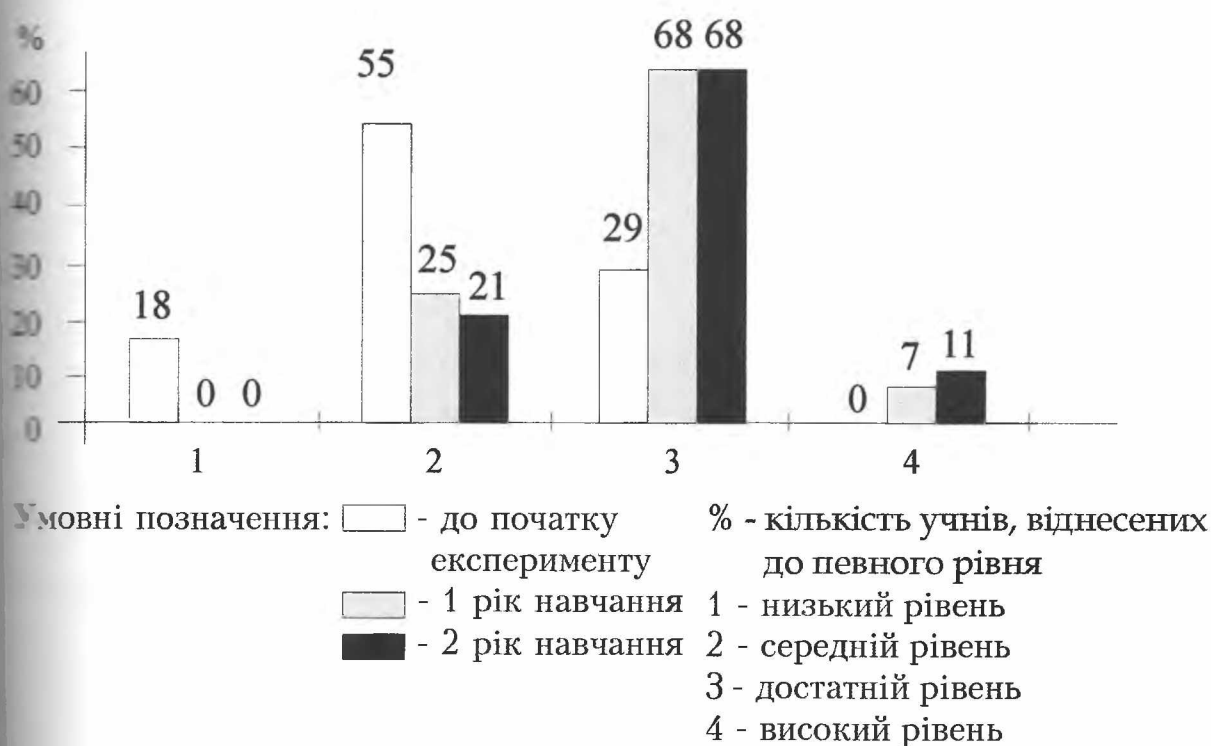 %
68 68
55
60
50
40
29
30
25
21
18
20
11
7
10
0 0
0
0
1
2
3
4
Умовні позначення:
- до початку
експерименту
- 1 рік навчання
- 2 рік навчання
% - кількість учнів, віднесених
до певного рівня
1 - низький рівень
2 - середній рівень
3 - достатній рівень
4 - високий рівень